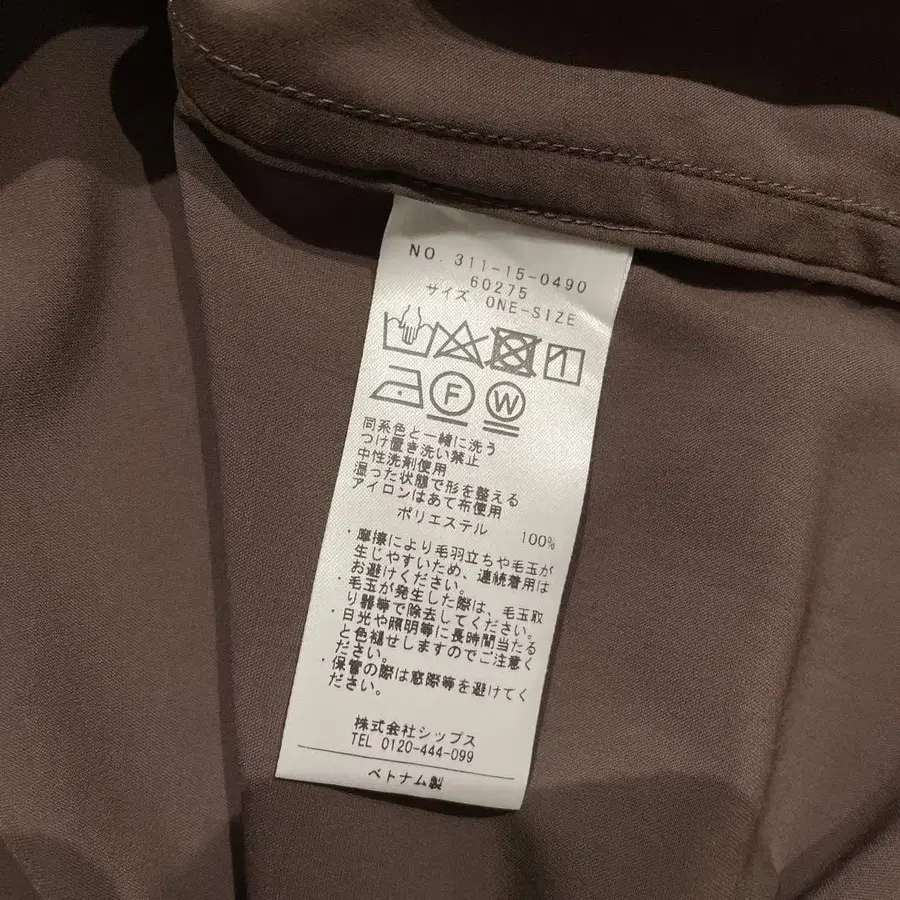 NO. 311-15-0490
60275
サイズ ONE-SIZE
F W
同系色と一緒に洗う
つけ置き洗い禁止
中性洗剤使用
湿った状態で形を整える
アイロンはあて布使用
ポリエステル 100%
・摩擦により毛羽立ちや毛玉が
生じやすいため、連続着用は
お避けください。
・毛玉が発生した際は、毛玉取
り器等で除去してください。
・日光や照明等に長時間当たる
と色褪せしますのでご注意く
ださい。
・保管の際は窓際等を避けてく
ださい。
株式会社シップス
TEL 0120-444-099
ベトナム製